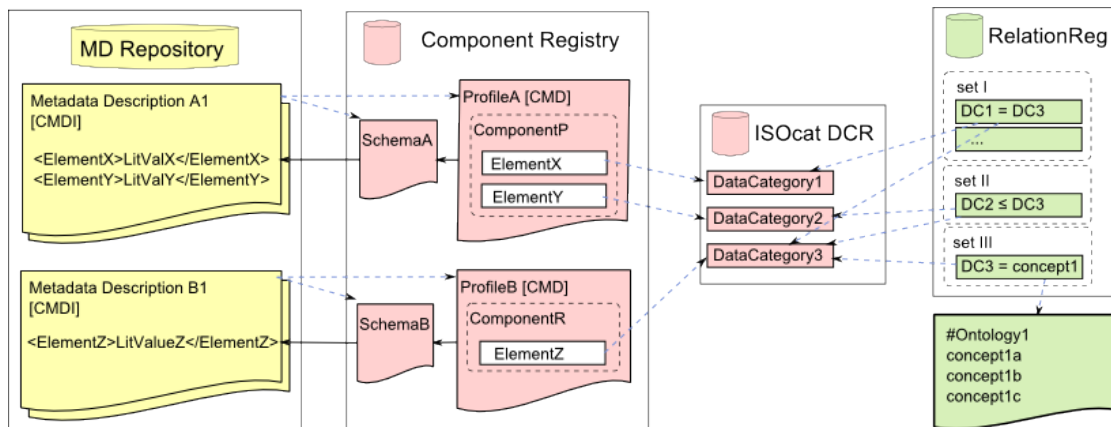 MD Repository
Metadata Description A1
[CMDI]
<ElementX>LitValX</ElementX>
<ElementY>LitValY</ElementY>
Metadata Description B1
[CMDI]
<ElementZ>LitValueZ</ElementZ>
Component Registry
SchemaA
ProfileA [CMD]
ComponentP
ElementX
ElementY
SchemaB
ProfileB [CMD]
ComponentR
ElementZ
ISOcat DCR
DataCategory1
DataCategory2
DataCategory3
RelationReg
set I
DC1 = DC3
...
set II
DC2 ≤ DC3
set III
DC3 = concept1
#Ontology1
concept1a
concept1b
concept1c